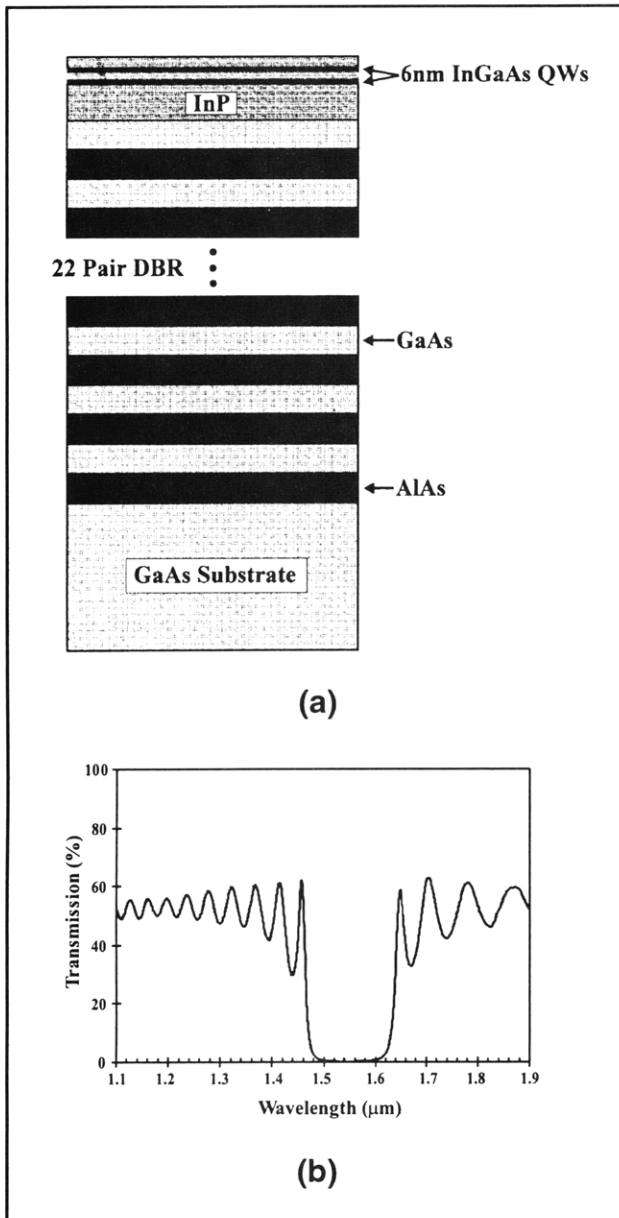 6nm InGaAs QWs
InP
22 Pair DBR
GaAs
AlAs
GaAs Substrate
(a)
100
80
60
40
20
0
Transmission (%)
1.1 1.2 1.3 1.4 1.5 1.6 1.7 1.8 1.9
Wavelength (μm)
(b)